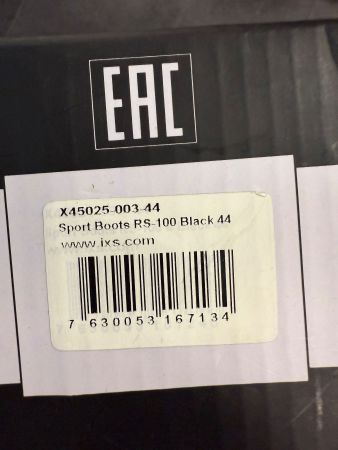 EAC
X45025-003-44
Sport Boots RS-100 Black 44
www.ixs.com
7 630053 167134